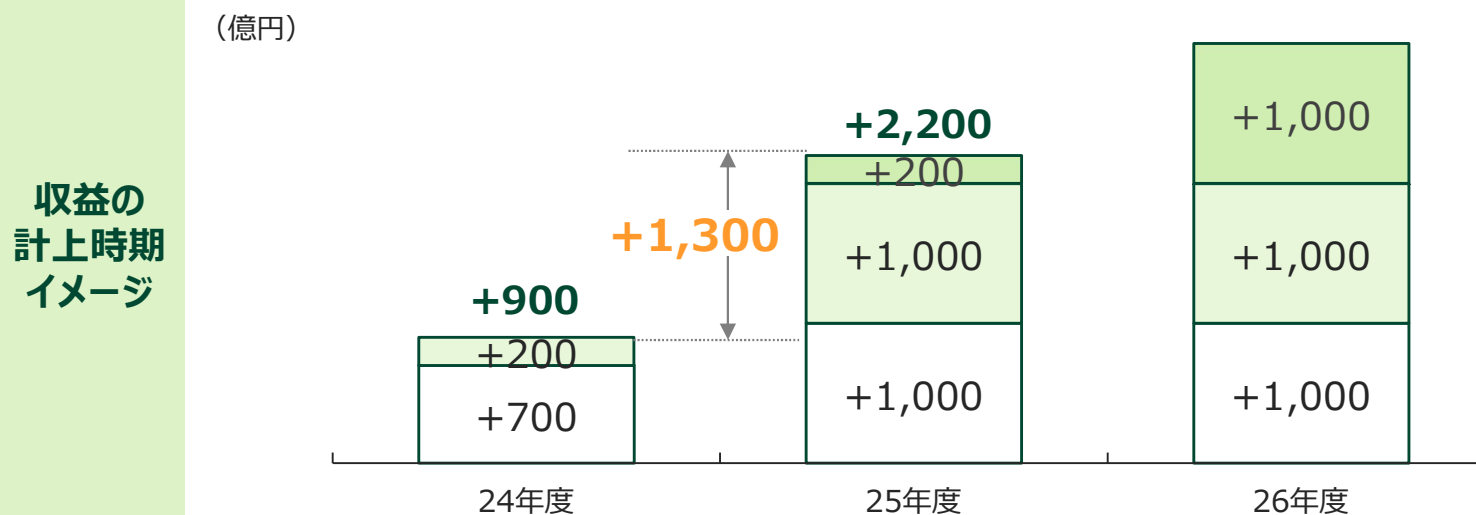 収益の
計上時期
イメージ
（億円）
+900
+200
+700
+1,300
+2,200
+200
+1,000
+1,000
+1,000
+1,000
+1,000
24年度
25年度
26年度